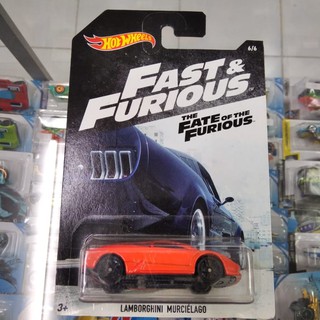 Hot Wheels
6/6
FAST &
FURIOUS
THE
FATE OF THE
FURIOUS
3+
LAMBORGHINI MURCIÉLAGO